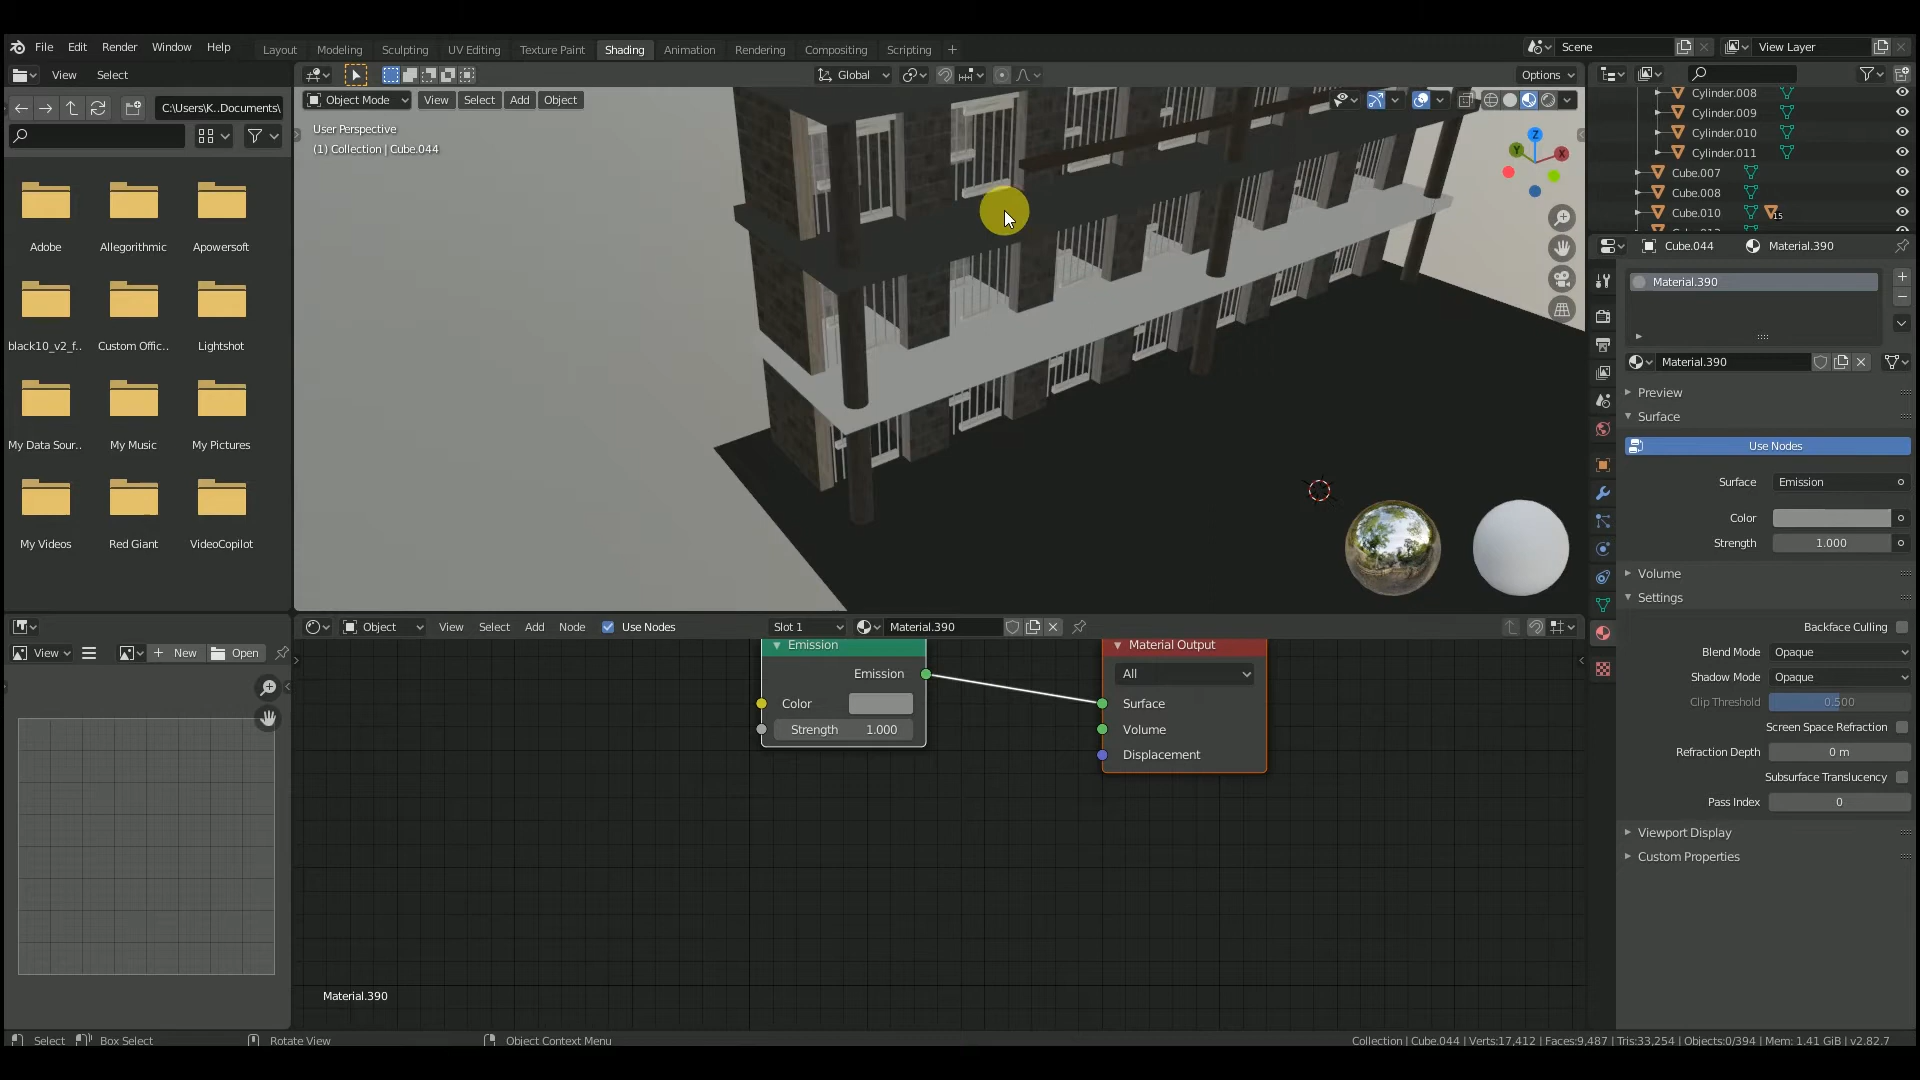 File Edit Render Window Help Layout Modeling Sculpting UV Editing Texture Paint Shading Animation Rendering Compositing Scripting Scene View Layer
View Select Global Options
C:\Users\K..Documents\ Object Mode View Select Add Object
User Perspective
(1) Collection | Cube.044
Adobe Allegorithmic Apowersoft
black10_v2_f.. Custom Offic.. Lightshot
My Data Sour.. My Music My Pictures
My Videos Red Giant VideoCopilot
Cylinder.008
Cylinder.009
Cylinder.010
Cylinder.011
Cube.007
Cube.008
Cube.010 15
Cube.044 Material.390
Material.390
Material.390
Preview
Surface
Use Nodes
Surface Emission
Color
Strength 1.000
Volume
Settings
Backface Culling
Blend Mode Opaque
Shadow Mode Opaque
Clip Threshold 0.500
Screen Space Refraction
Refraction Depth 0 m
Subsurface Translucency
Pass Index 0
Viewport Display
Custom Properties
View New Open
Object View Select Add Node Use Nodes Slot 1 Material.390
Emission
Emission
Color
Strength 1.000
Material Output
All
Surface
Volume
Displacement
Material.390
Select Box Select Rotate View Object Context Menu Collection | Cube.044 | Verts:17,412 | Faces:9,487 | Tris:33,254 | Objects:0/394 | Mem: 1.41 GiB | v2.82.7